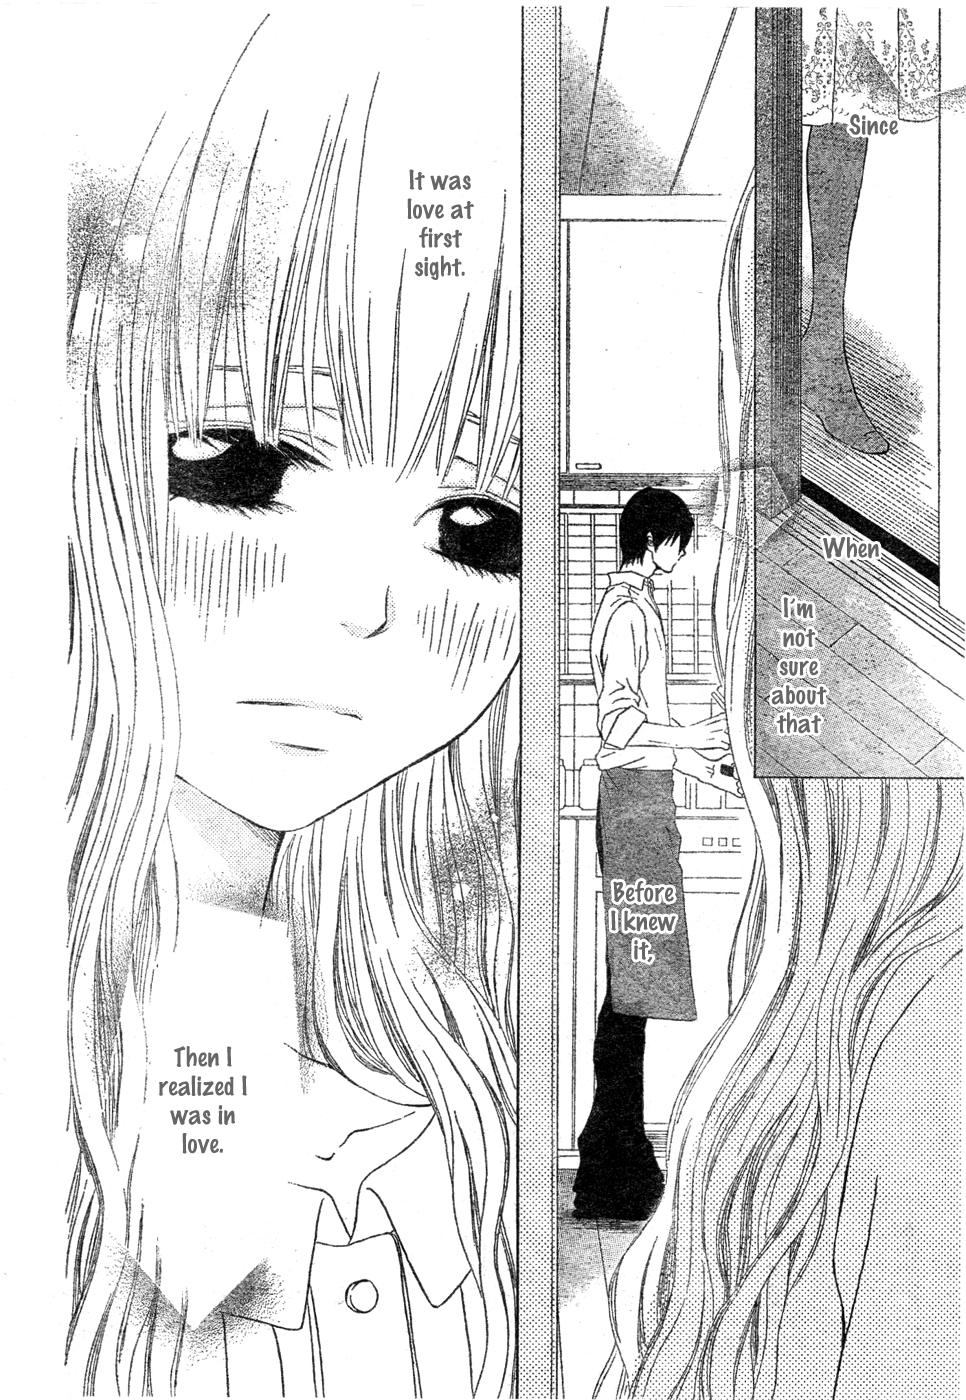 Since
When
I'm
not
sure
about
that
Before
I knew
it,
It was
love at
first
sight.
Then I
realized I
was in
love.